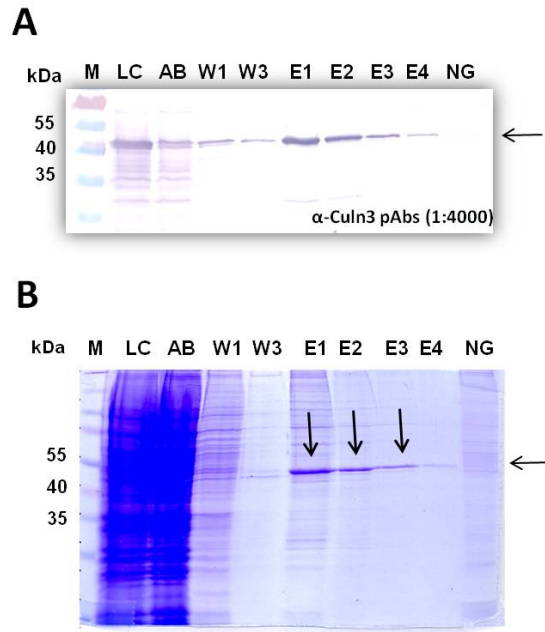 A
kDa M LC AB W1 W3 E1 E2 E3 E4 NG
55
40
35
α-Culn3 pAbs (1:4000)
B
kDa M LC AB W1 W3 E1 E2 E3 E4 NG
55
40
35